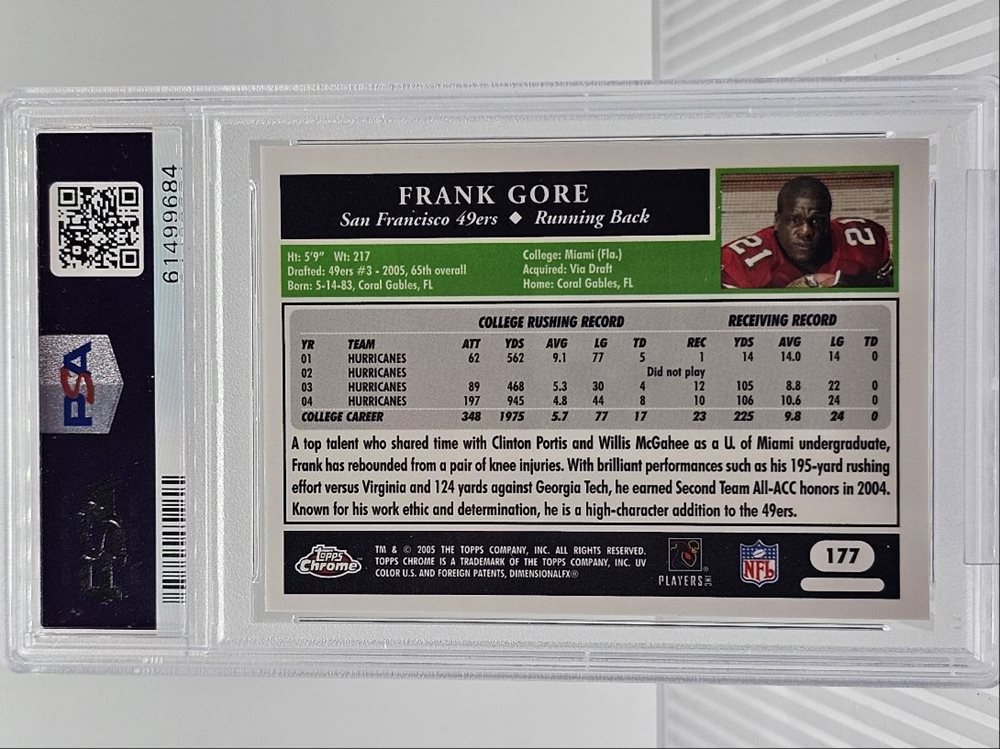 61499684
PSA
FRANK GORE
San Francisco 49ers ◆ Running Back
Ht: 5'9" Wt: 217
Drafted: 49ers #3 - 2005, 65th overall
Born: 5-14-83, Coral Gables, FL
College: Miami (Fla.)
Acquired: Via Draft
Home: Coral Gables, FL
21
2
COLLEGE RUSHING RECORD RECEIVING RECORD
YR TEAM ATT YDS AVG LG TD REC YDS AVG LG TD
01 HURRICANES 62 562 9.1 77 5 1 14 14.0 14 0
02 HURRICANES Did not play
03 HURRICANES 89 468 5.3 30 4 12 105 8.8 22 0
04 HURRICANES 197 945 4.8 44 8 10 106 10.6 24 0
COLLEGE CAREER 348 1975 5.7 77 17 23 225 9.8 24 0
A top talent who shared time with Clinton Portis and Willis McGahee as a U. of Miami undergraduate,
Frank has rebounded from a pair of knee injuries. With brilliant performances such as his 195-yard rushing
effort versus Virginia and 124 yards against Georgia Tech, he earned Second Team All-ACC honors in 2004.
Known for his work ethic and determination, he is a high-character addition to the 49ers.
Topps
Chrome
TM & © 2005 THE TOPPS COMPANY, INC. ALL RIGHTS RESERVED.
TOPPS CHROME IS A TRADEMARK OF THE TOPPS COMPANY, INC. UV
COLOR U.S. AND FOREIGN PATENTS, DIMENSIONALFX®
PLAYERS INC
NFL
177